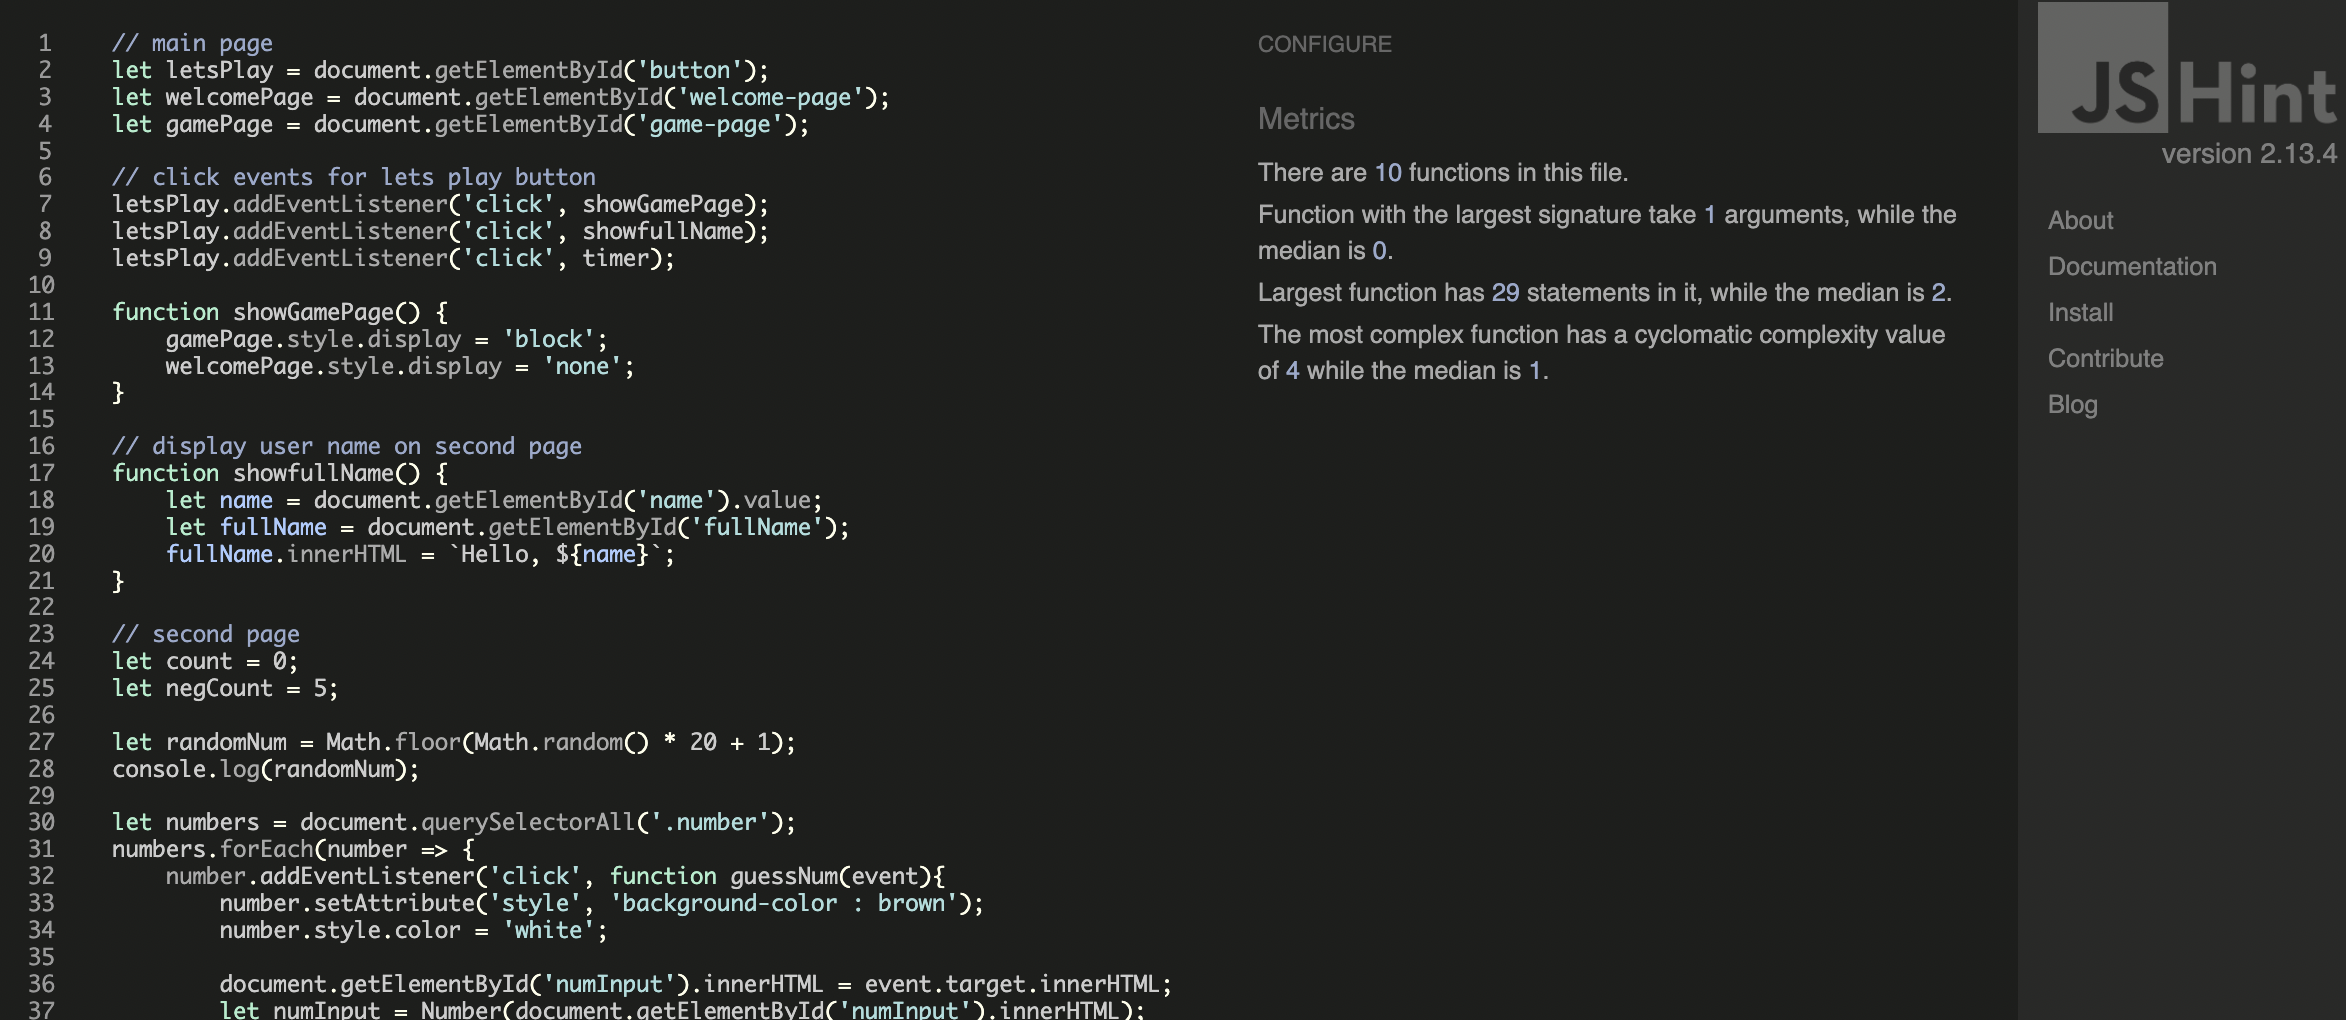 1 // main page
2 let letsPlay = document.getElementById('button');
3 let welcomePage = document.getElementById('welcome-page');
4 let gamePage = document.getElementById('game-page');
5
6 // click events for lets play button
7 letsPlay.addEventListener('click', showGamePage);
8 letsPlay.addEventListener('click', showfullName);
9 letsPlay.addEventListener('click', timer);
10
11 function showGamePage() {
12     gamePage.style.display = 'block';
13     welcomePage.style.display = 'none';
14 }
15
16 // display user name on second page
17 function showfullName() {
18     let name = document.getElementById('name').value;
19     let fullName = document.getElementById('fullName');
20     fullName.innerHTML = `Hello, ${name}`;
21 }
22
23 // second page
24 let count = 0;
25 let negCount = 5;
26
27 let randomNum = Math.floor(Math.random() * 20 + 1);
28 console.log(randomNum);
29
30 let numbers = document.querySelectorAll('.number');
31 numbers.forEach(number => {
32     number.addEventListener('click', function guessNum(event){
33         number.setAttribute('style', 'background-color : brown');
34         number.style.color = 'white';
35
36         document.getElementById('numInput').innerHTML = event.target.innerHTML;
37         let numInput = Number(document.getElementById('numInput').innerHTML);
CONFIGURE
Metrics
There are 10 functions in this file.
Function with the largest signature take 1 arguments, while the
median is 0.
Largest function has 29 statements in it, while the median is 2.
The most complex function has a cyclomatic complexity value
of 4 while the median is 1.
JSHint
version 2.13.4
About
Documentation
Install
Contribute
Blog